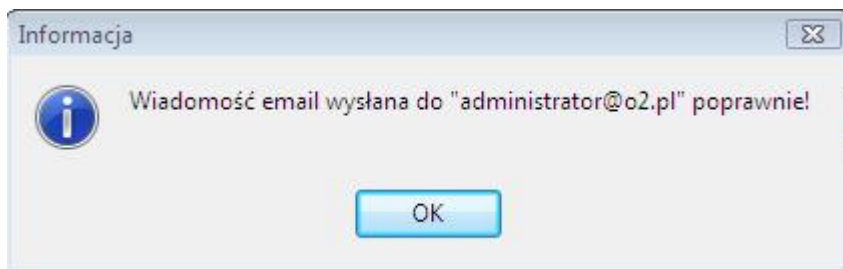 Informacja
Wiadomość email wysłana do "administrator@o2.pl" poprawnie!
OK